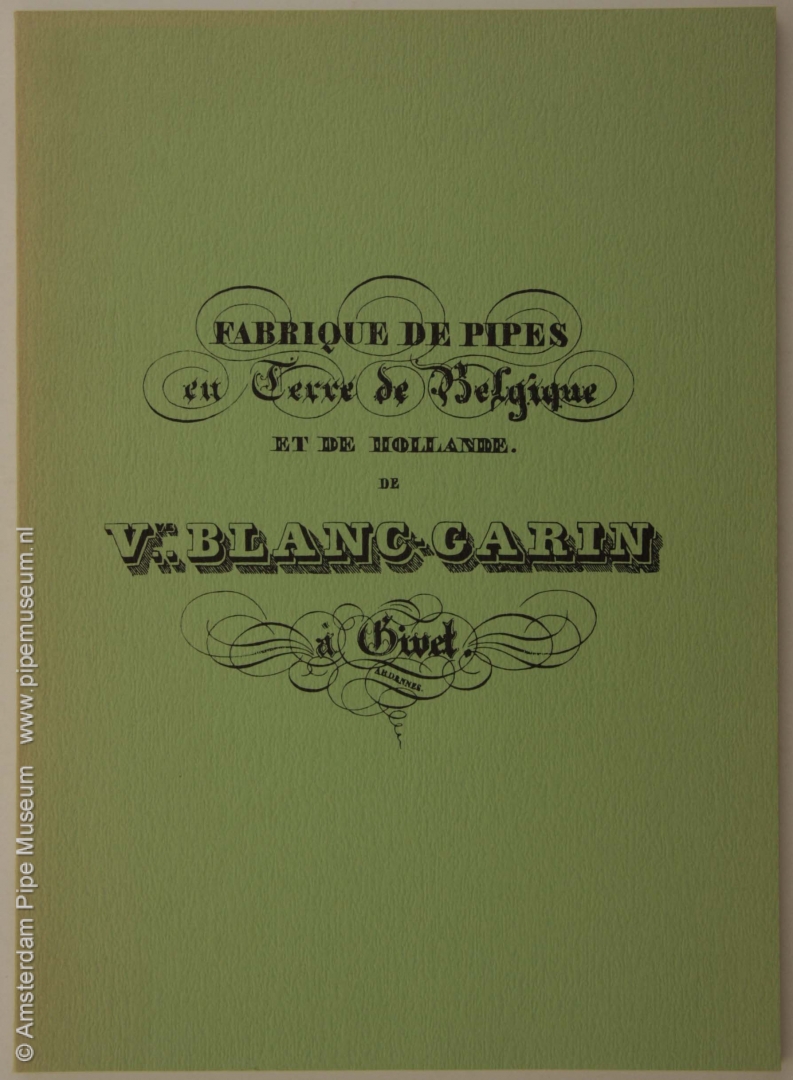 FABRIQUE DE PIPES
en Terre de Belgique
ET DE HOLLANDE.
DE
Vve. BLANC-GARIN
à Givet.
ARDENNES.
© Amsterdam Pipe Museum www.pipemuseum.nl